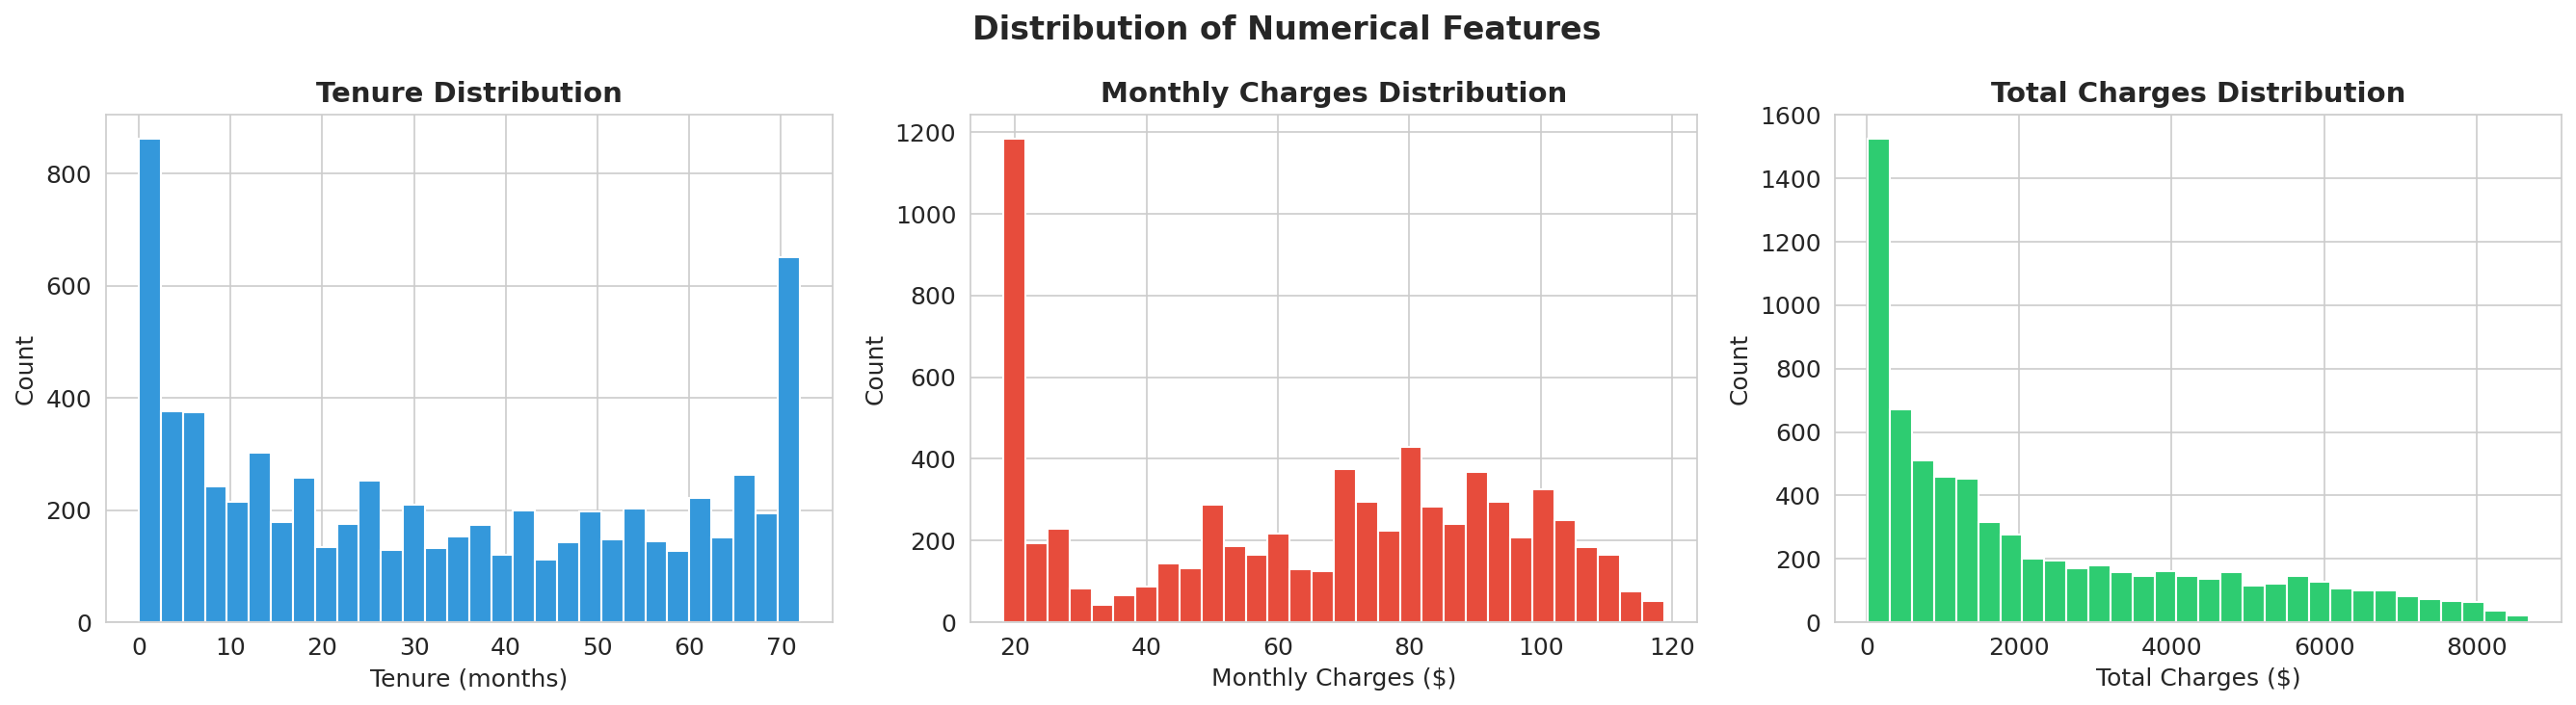 Distribution of Numerical Features
Tenure Distribution
800
600
400
200
0
Count
0 10 20 30 40 50 60 70
Tenure (months)
Monthly Charges Distribution
1200
1000
800
600
400
200
0
Count
20 40 60 80 100 120
Monthly Charges ($)
Total Charges Distribution
1600
1400
1200
1000
800
600
400
200
0
Count
0 2000 4000 6000 8000
Total Charges ($)